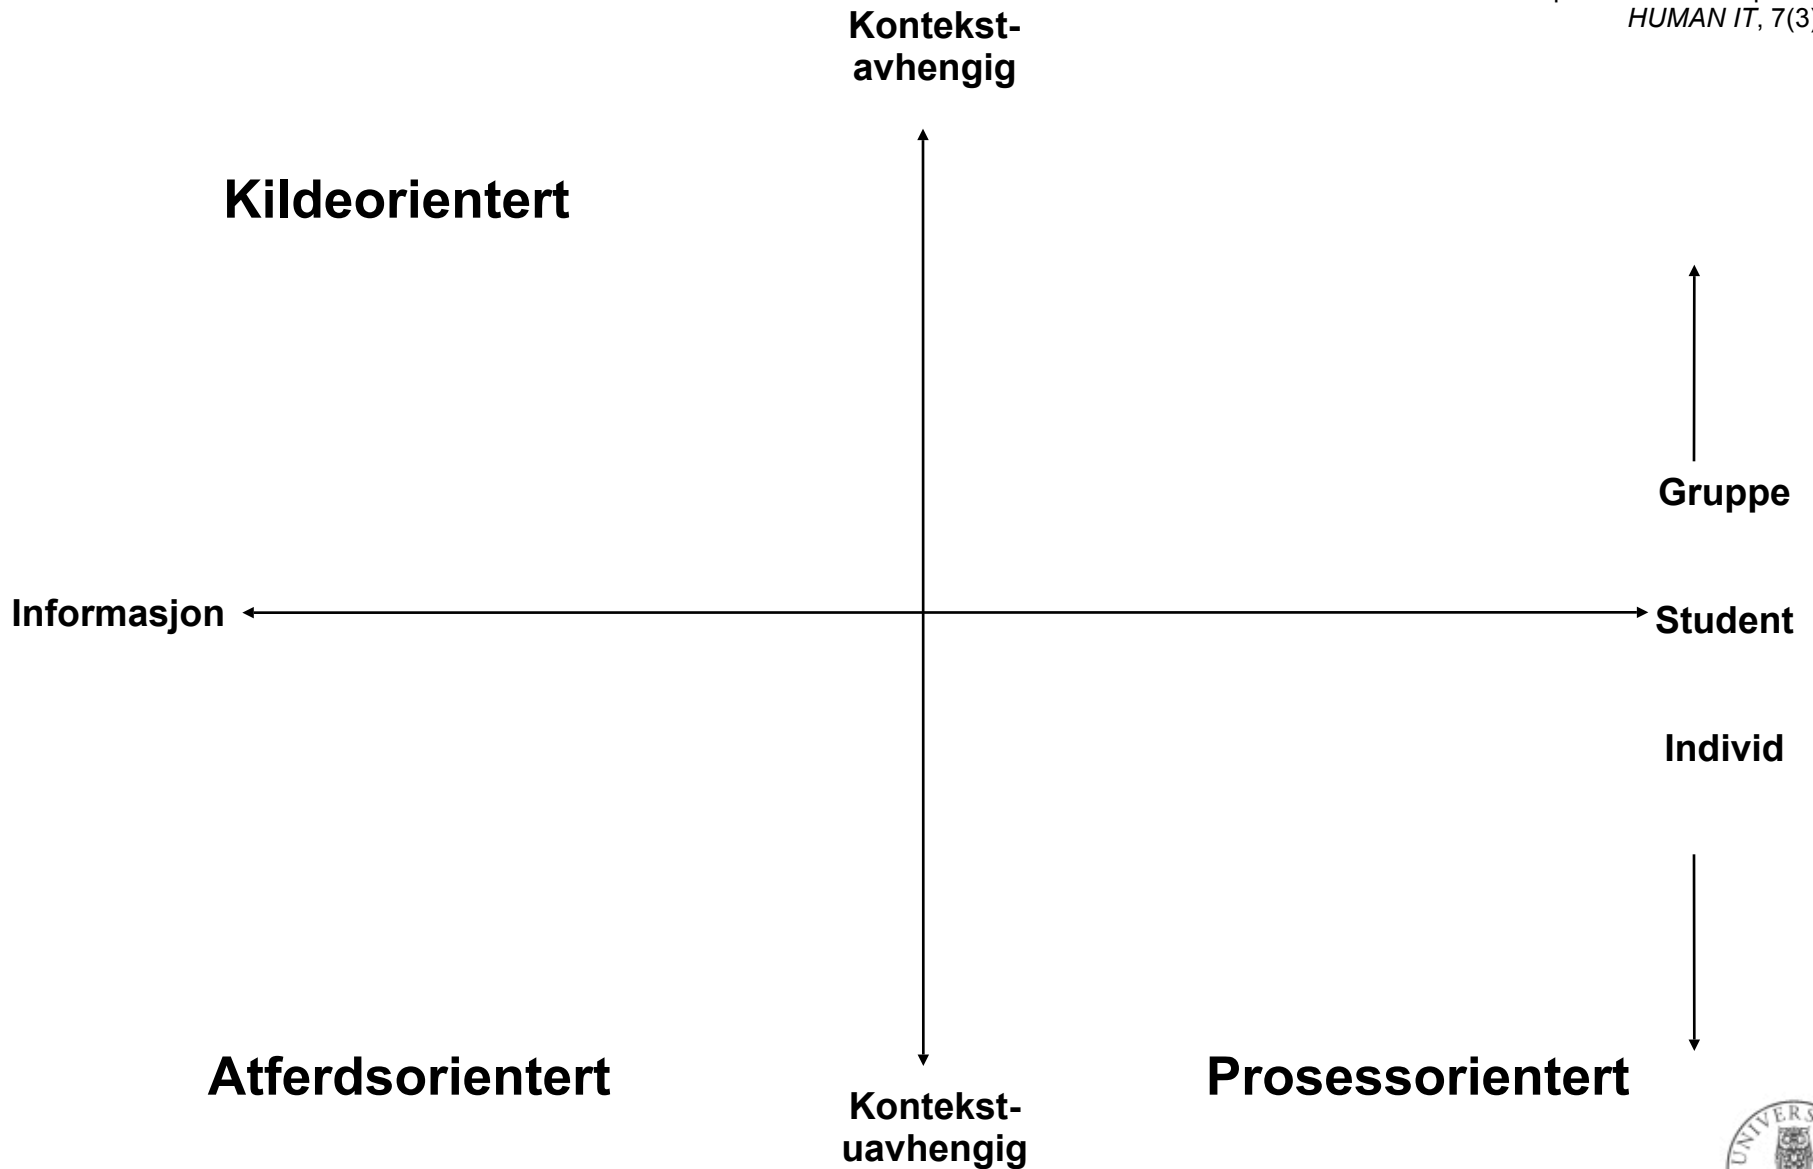 HUMAN IT, 7(3)
Kontekst-
avhengig
Kildeorientert
Gruppe
Informasjon
Student
Individ
Atferdsorientert
Prosessorientert
Kontekst-
uavhengig